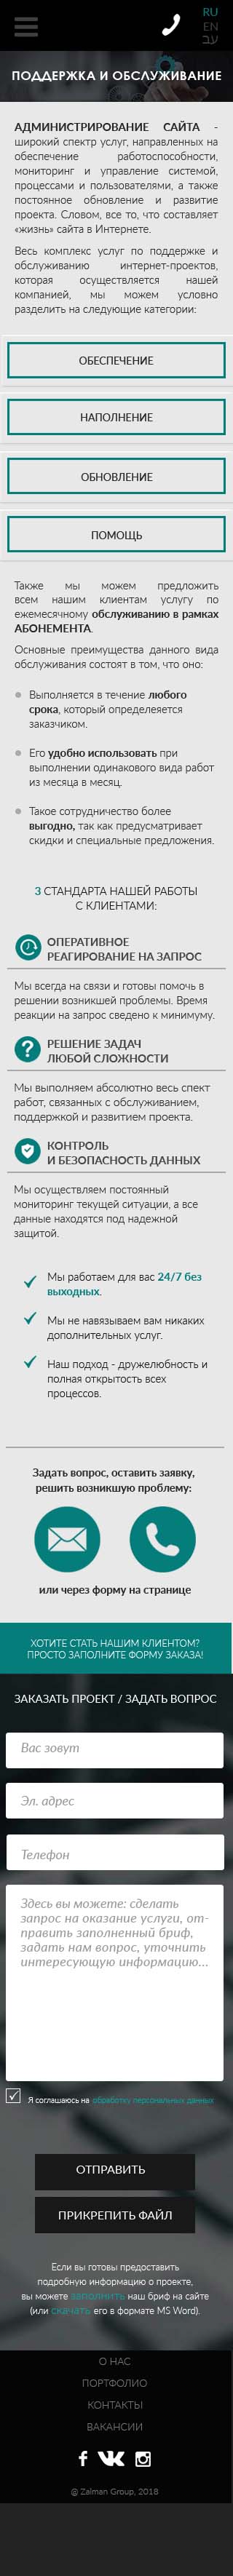 RU
EN
עב
ПОДДЕРЖКА И ОБСЛУЖИВАНИЕ
АДМИНИСТРИРОВАНИЕ САЙТА -
широкий спектр услуг, направленных на
обеспечение работоспособности,
мониторинг и управление системой,
процессами и пользователями, а также
постоянное обновление и развитие
проекта. Словом, все то, что составляет
«жизнь» сайта в Интернете.
Весь комплекс услуг по поддержке и
обслуживанию интернет-проектов,
которая осуществляется нашей
компанией, мы можем условно
разделить на следующие категории:
ОБЕСПЕЧЕНИЕ
НАПОЛНЕНИЕ
ОБНОВЛЕНИЕ
ПОМОЩЬ
Также мы можем предложить
всем нашим клиентам услугу по
ежемесячному обслуживанию в рамках
АБОНЕМЕНТА.
Основные преимущества данного вида
обслуживания состоят в том, что оно:
Выполняется в течение любого
срока, который определеяется
заказчиком.
Его удобно использовать при
выполнении одинакового вида работ
из месяца в месяц.
Такое сотрудничество более
выгодно, так как предусматривает
скидки и специальные предложения.
3 СТАНДАРТА НАШЕЙ РАБОТЫ
С КЛИЕНТАМИ:
ОПЕРАТИВНОЕ
РЕАГИРОВАНИЕ НА ЗАПРОС
Мы всегда на связи и готовы помочь в
решении возникшей проблемы. Время
реакции на запрос сведено к минимуму.
РЕШЕНИЕ ЗАДАЧ
ЛЮБОЙ СЛОЖНОСТИ
Мы выполняем абсолютно весь спект
работ, связанных с обслуживанием,
поддержкой и развитием проекта.
КОНТРОЛЬ
И БЕЗОПАСНОСТЬ ДАННЫХ
Мы осуществляем постоянный
мониторинг текущей ситуации, а все
данные находятся под надежной
защитой.
Мы работаем для вас 24/7 без
выходных.
Мы не навязываем вам никаких
дополнительных услуг.
Наш подход - дружелюбность и
полная открытость всех
процессов.
Задать вопрос, оставить заявку,
решить возникшую проблему:
или через форму на странице
ХОТИТЕ СТАТЬ НАШИМ КЛИЕНТОМ?
ПРОСТО ЗАПОЛНИТЕ ФОРМУ ЗАКАЗА!
ЗАКАЗАТЬ ПРОЕКТ / ЗАДАТЬ ВОПРОС
Вас зовут
Эл. адрес
Телефон
Здесь вы можете: сделать
запрос на оказание услуги, от-
править заполненный бриф,
задать нам вопрос, уточнить
интересующую информацию...
Я соглашаюсь на обработку персональных данных
ОТПРАВИТЬ
ПРИКРЕПИТЬ ФАЙЛ
Если вы готовы предоставить
подробную информацию о проекте,
вы можете заполнить наш бриф на сайте
(или скачать его в формате MS Word).
О НАС
ПОРТФОЛИО
КОНТАКТЫ
ВАКАНСИИ
@ Zalman Group, 2018